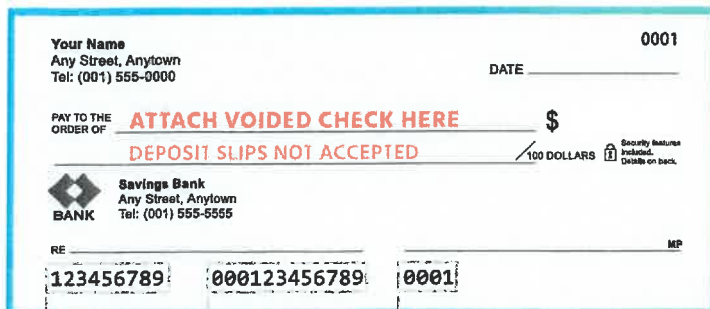 Your Name 0001
Any Street, Anytown
Tel: (001) 555-0000
DATE
PAY TO THE
ORDER OF ATTACH VOIDED CHECK HERE $
DEPOSIT SLIPS NOT ACCEPTED /100 DOLLARS
Security features
included.
Details on back.
Savings Bank
Any Street, Anytown
BANK Tel: (001) 555-5555
RE MP
123456789 000123456789 0001